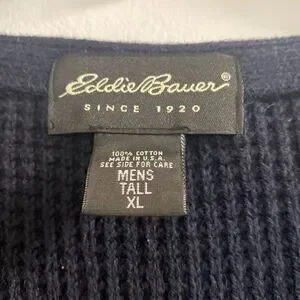 Eddie Bauer®
SINCE 1920
100% COTTON
MADE IN U.S.A.
SEE SIDE FOR CARE
MENS
TALL
XL